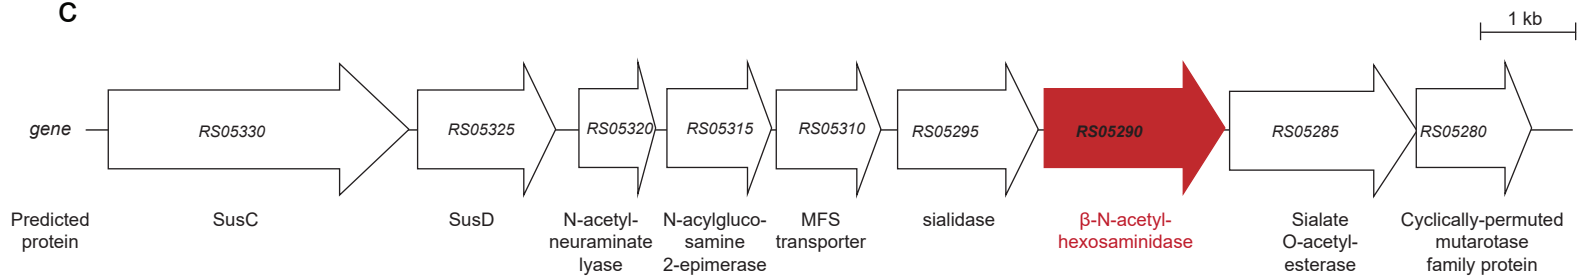 C
1 kb
gene
RS05330
RS05325
RS05320
RS05315
RS05310
RS05295
RS05290
RS05285
RS05280
Predicted
protein
SusC
SusD
N-acetyl-
neuraminate
lyase
N-acylgluco-
samine
2-epimerase
MFS
transporter
sialidase
β-N-acetyl-
hexosaminidase
Sialate
O-acetyl-
esterase
Cyclically-permuted
mutarotase
family protein